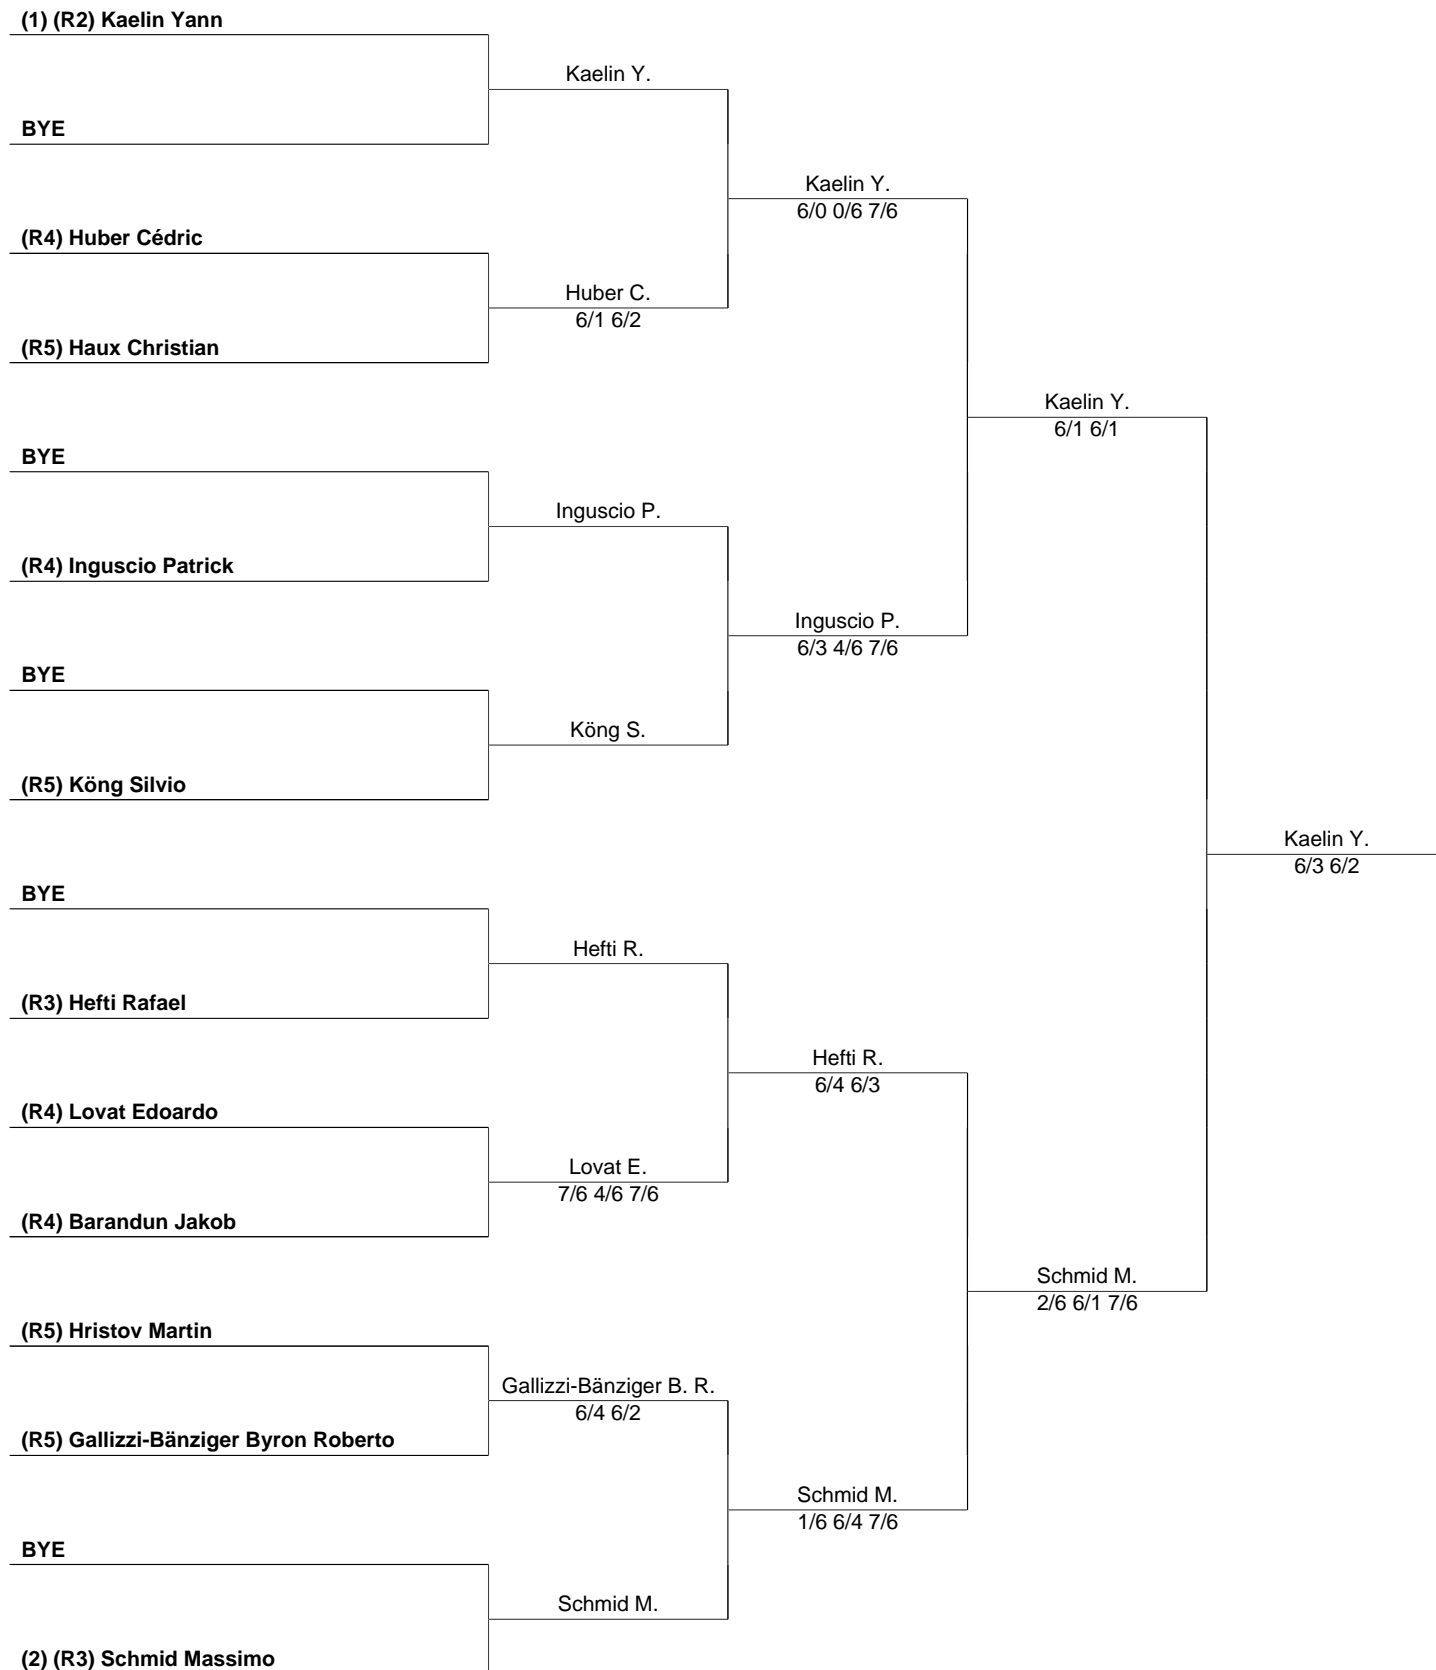 (1) (R2) Kaelin Yann
Kaelin Y.
BYE
Kaelin Y.
6/0 0/6 7/6
(R4) Huber Cédric
Huber C.
6/1 6/2
(R5) Haux Christian
Kaelin Y.
6/1 6/1
BYE
Inguscio P.
(R4) Inguscio Patrick
Inguscio P.
6/3 4/6 7/6
BYE
Köng S.
(R5) Köng Silvio
Kaelin Y.
6/3 6/2
BYE
Hefti R.
(R3) Hefti Rafael
Hefti R.
6/4 6/3
(R4) Lovat Edoardo
Lovat E.
7/6 4/6 7/6
(R4) Barandun Jakob
Schmid M.
2/6 6/1 7/6
(R5) Hristov Martin
Gallizzi-Bänziger B. R.
6/4 6/2
(R5) Gallizzi-Bänziger Byron Roberto
Schmid M.
1/6 6/4 7/6
BYE
Schmid M.
(2) (R3) Schmid Massimo